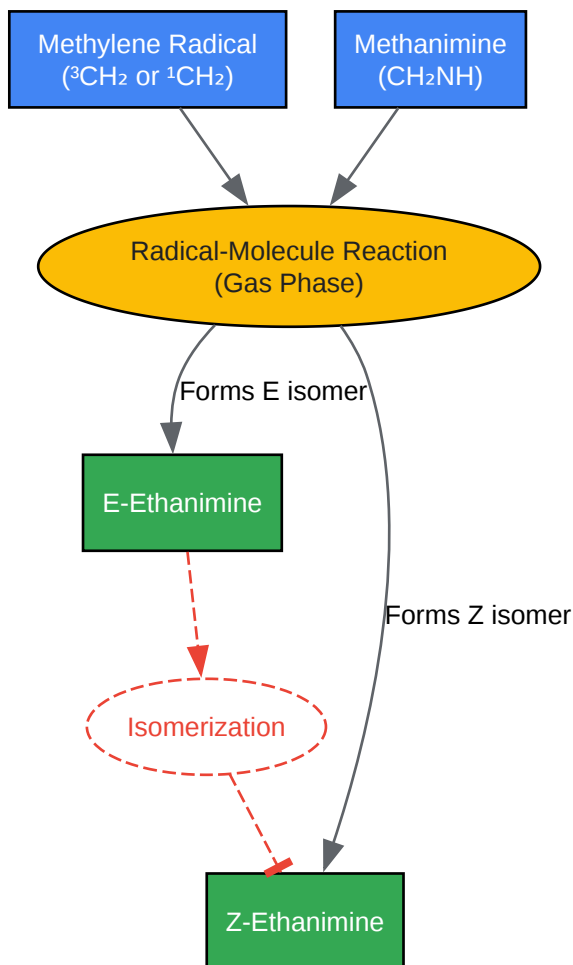 Methylene Radical
(³CH₂ or ¹CH₂)
Methanimine
(CH₂NH)
Radical-Molecule Reaction
(Gas Phase)
Forms E isomer
E-Ethanimine
Forms Z isomer
Isomerization
Z-Ethanimine